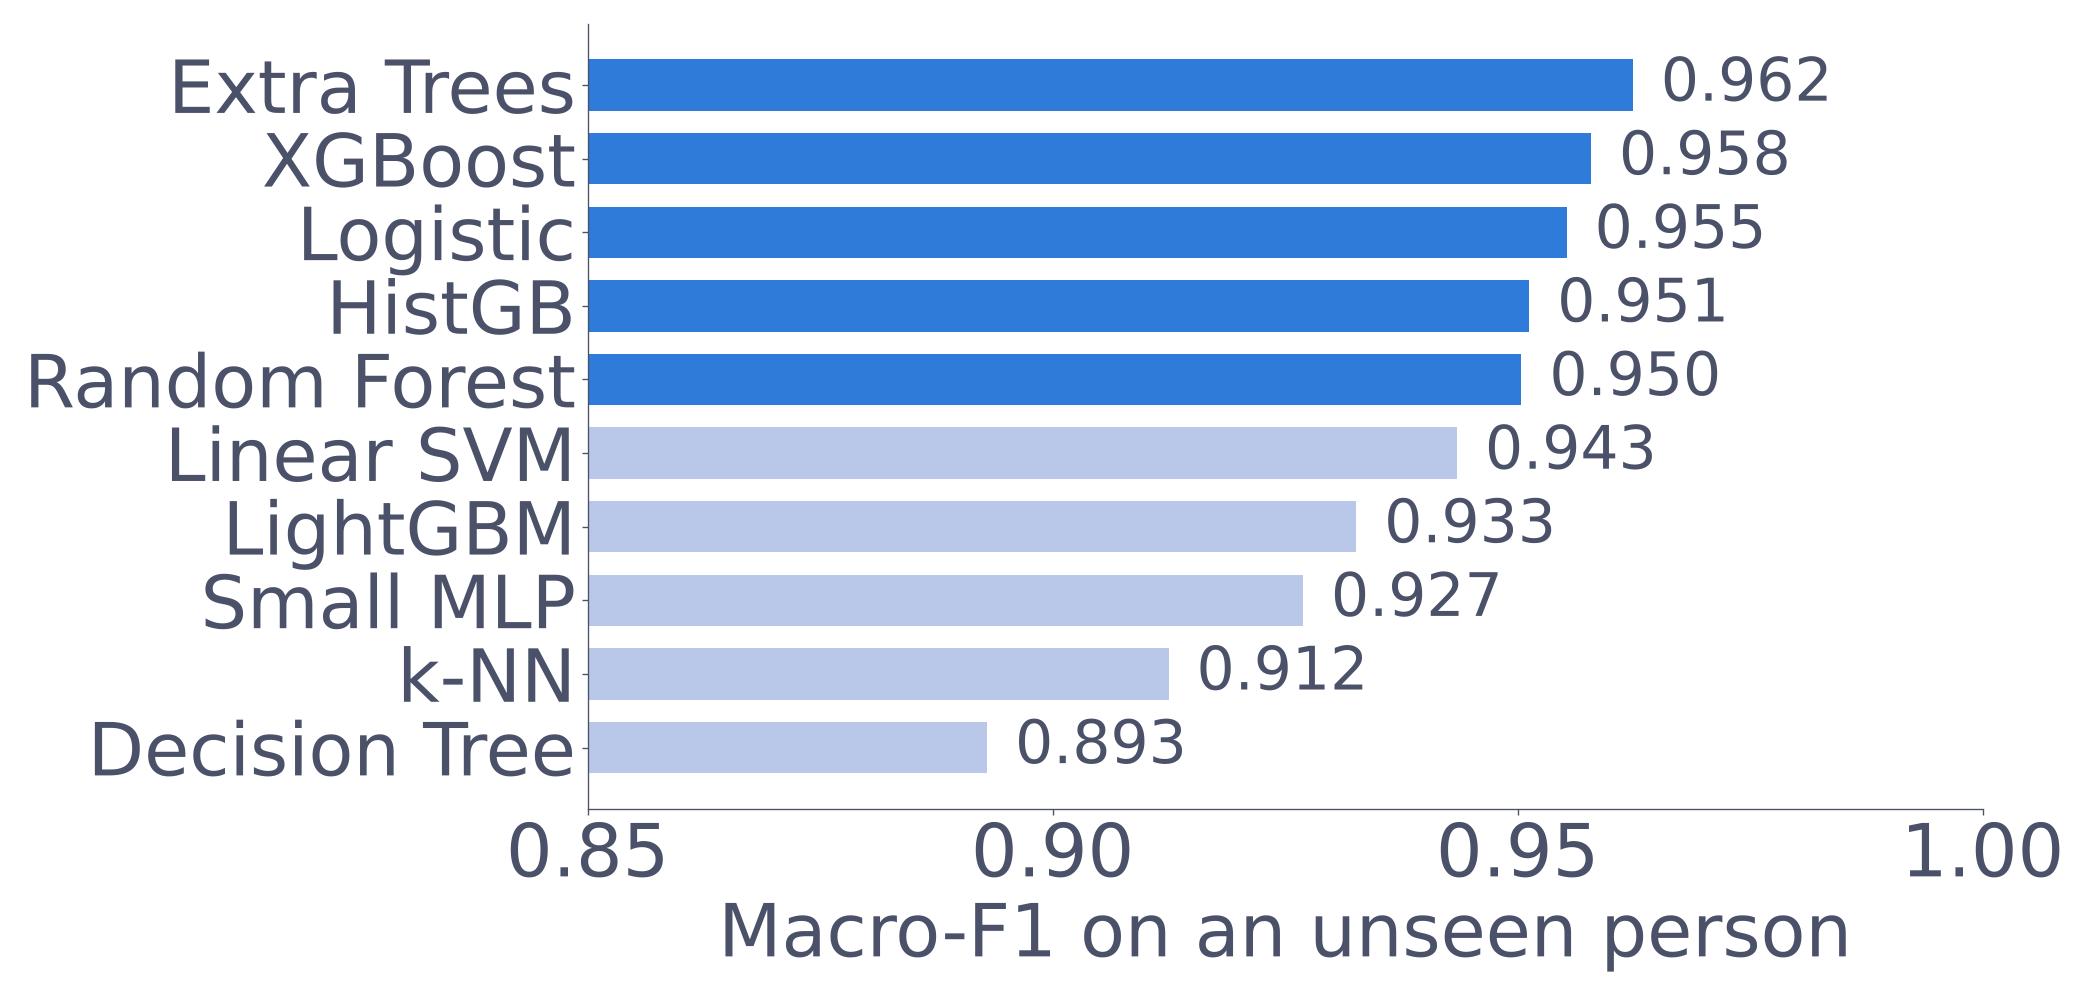 Extra Trees 0.962
XGBoost 0.958
Logistic 0.955
HistGB 0.951
Random Forest 0.950
Linear SVM 0.943
LightGBM 0.933
Small MLP 0.927
k-NN 0.912
Decision Tree 0.893
0.85 0.90 0.95 1.00
Macro-F1 on an unseen person